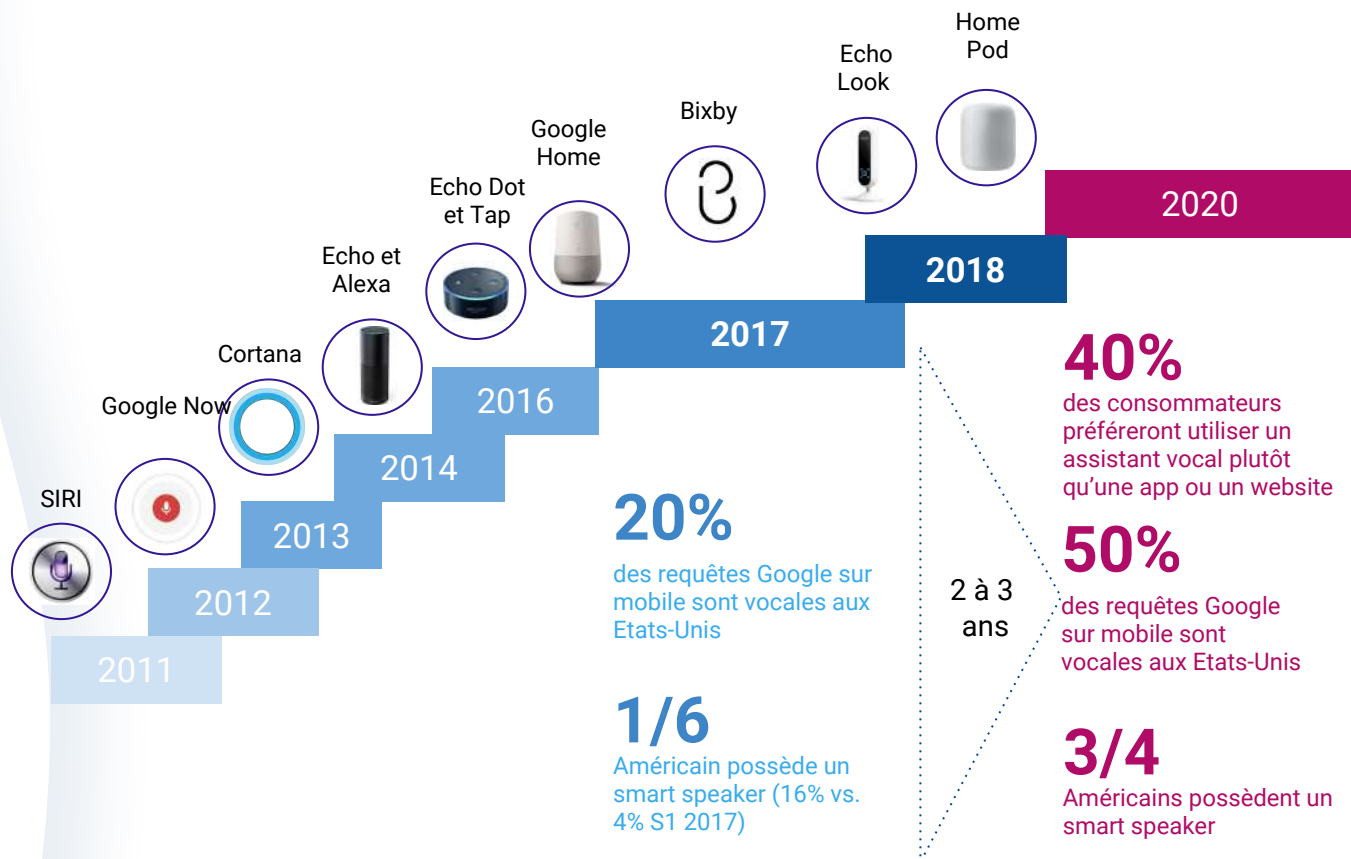 Home
Pod
Echo
Look
Bixby
Google
Home
Echo Dot
et Tap
Echo et
Alexa
Cortana
Google Now
SIRI
2020
2018
2017
2016
2014
2013
2012
2011
20%
des requêtes Google sur
mobile sont vocales aux
Etats-Unis
1/6
Américain possède un
smart speaker (16% vs.
4% S1 2017)
2 à 3
ans
40%
des consommateurs
préféreront utiliser un
assistant vocal plutôt
qu’une app ou un website
50%
des requêtes Google
sur mobile sont
vocales aux Etats-Unis
3/4
Américains possèdent un
smart speaker